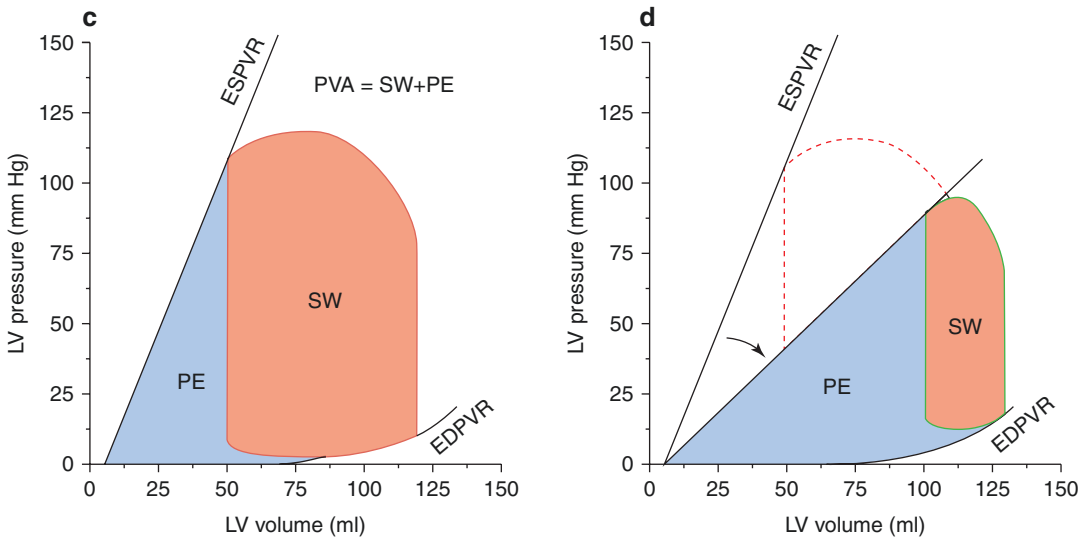 c
150
125
100
75
50
25
0
LV pressure (mm Hg)
ESPVR
PVA = SW+PE
SW
PE
EDPVR
0 25 50 75 100 125 150
LV volume (ml)
d
150
125
100
75
50
25
0
LV pressure (mm Hg)
ESPVR
SW
PE
EDPVR
0 25 50 75 100 125 150
LV volume (ml)